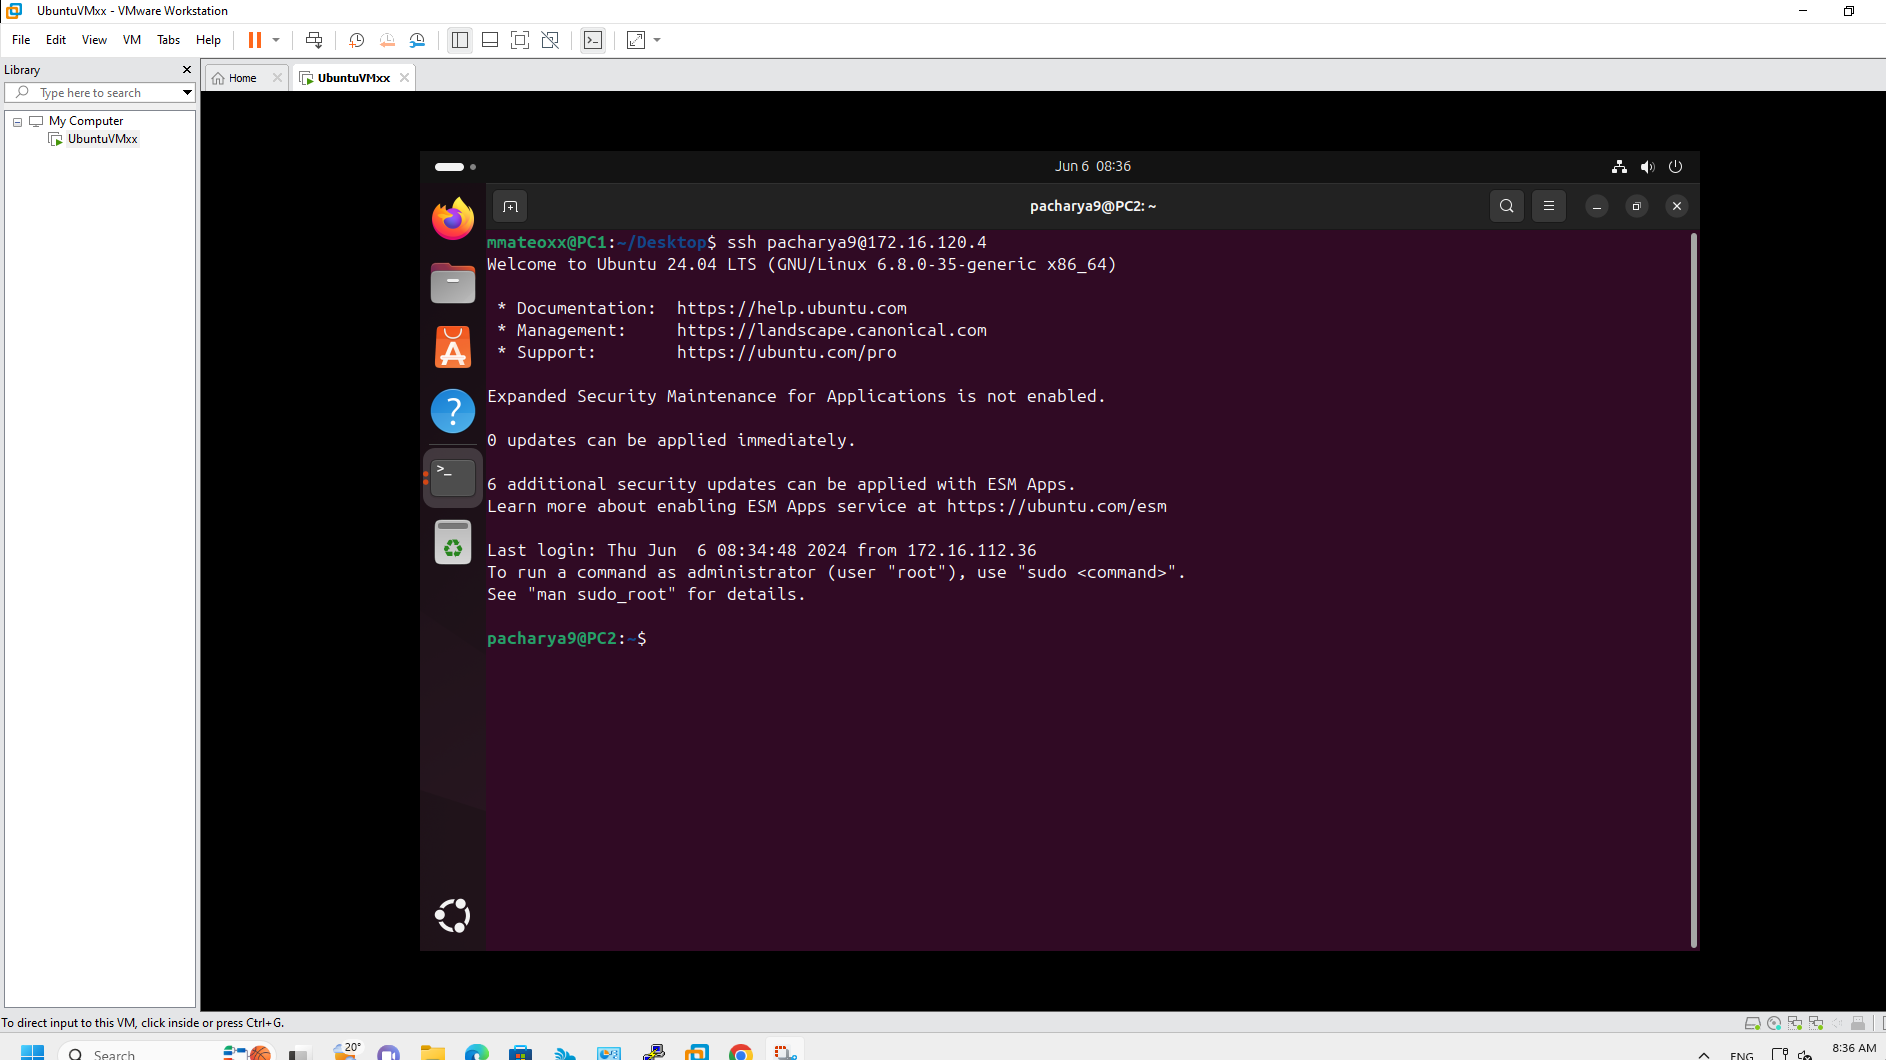 UbuntuVMxx - VMware Workstation
File Edit View VM Tabs Help
Library
Type here to search
My Computer
UbuntuVMxx
Home
UbuntuVMxx
Jun 6 08:36
pacharya9@PC2: ~
mmateoxx@PC1:~/Desktop$ ssh pacharya9@172.16.120.4
Welcome to Ubuntu 24.04 LTS (GNU/Linux 6.8.0-35-generic x86_64)
* Documentation: https://help.ubuntu.com
* Management: https://landscape.canonical.com
* Support: https://ubuntu.com/pro
Expanded Security Maintenance for Applications is not enabled.
0 updates can be applied immediately.
6 additional security updates can be applied with ESM Apps.
Learn more about enabling ESM Apps service at https://ubuntu.com/esm
Last login: Thu Jun  6 08:34:48 2024 from 172.16.112.36
To run a command as administrator (user "root"), use "sudo <command>".
See "man sudo_root" for details.
pacharya9@PC2:~$
To direct input to this VM, click inside or press Ctrl+G.
Search
20°
ENG
8:36 AM